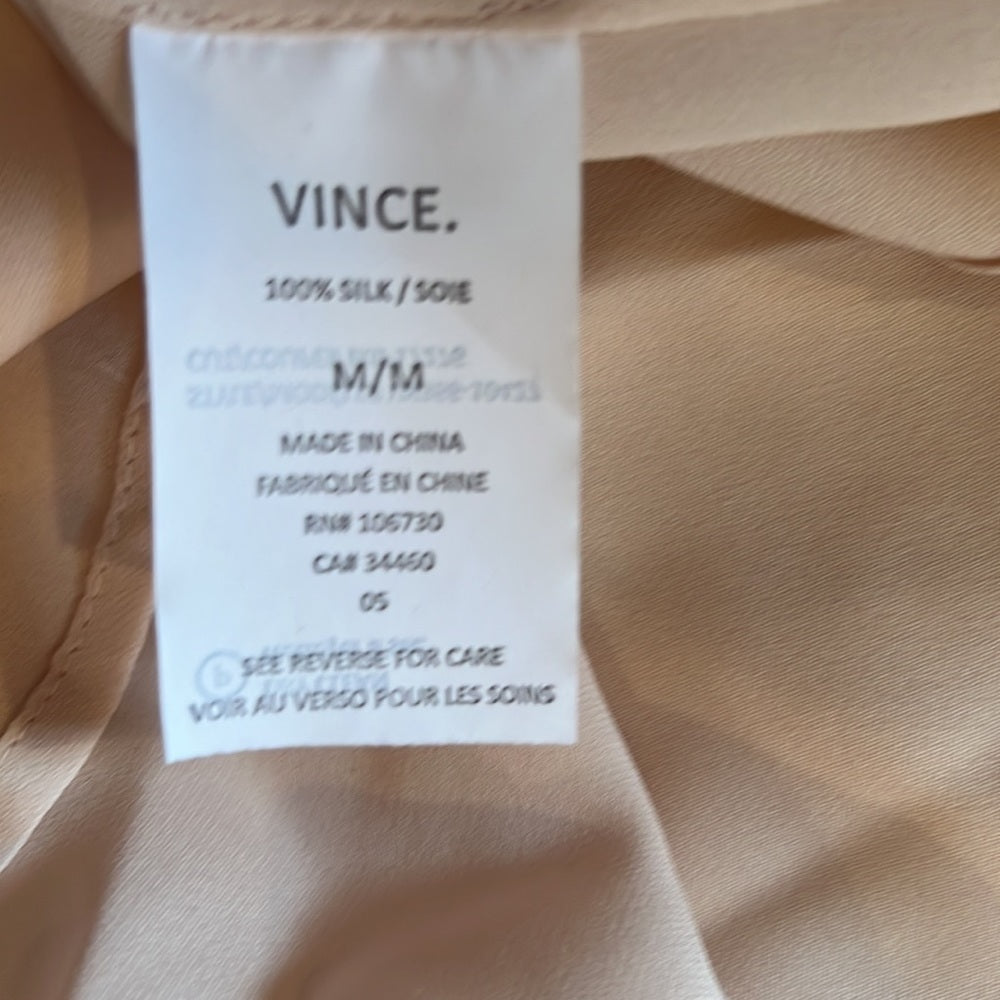 VINCE.
100% SILK / SOIE
M/M
MADE IN CHINA
FABRIQUÉ EN CHINE
RN# 106730
CA# 34460
05
SEE REVERSE FOR CARE
VOIR AU VERSO POUR LES SOINS